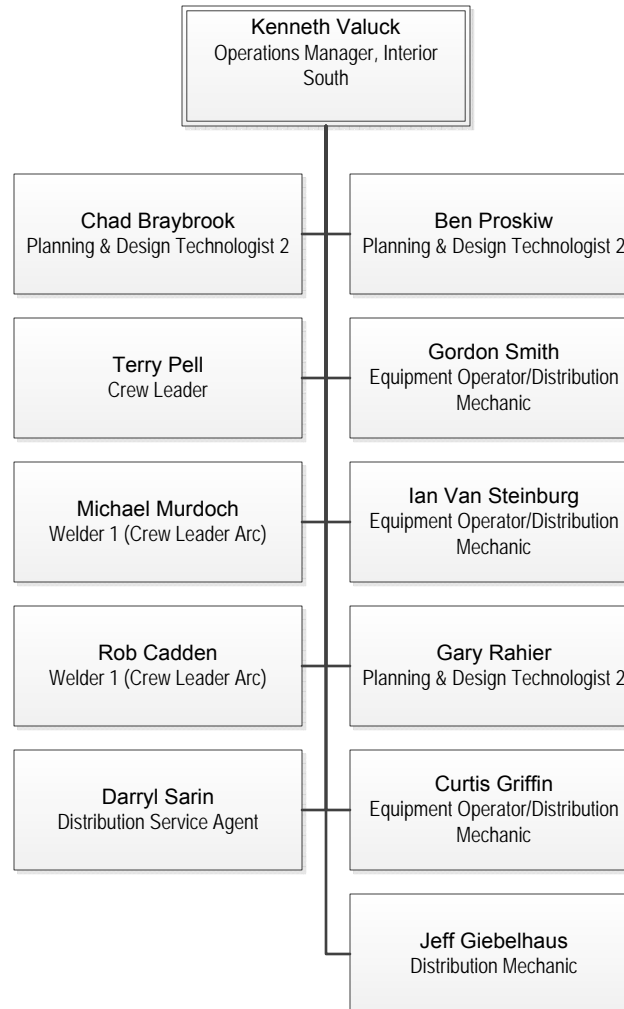 Kenneth Valuck
Operations Manager, Interior
South
Chad Braybrook
Planning & Design Technologist 2
Ben Proskiw
Planning & Design Technologist 2
Terry Pell
Crew Leader
Gordon Smith
Equipment Operator/Distribution
Mechanic
Michael Murdoch
Welder 1 (Crew Leader Arc)
Ian Van Steinburg
Equipment Operator/Distribution
Mechanic
Rob Cadden
Welder 1 (Crew Leader Arc)
Gary Rahier
Planning & Design Technologist 2
Darryl Sarin
Distribution Service Agent
Curtis Griffin
Equipment Operator/Distribution
Mechanic
Jeff Giebelhaus
Distribution Mechanic